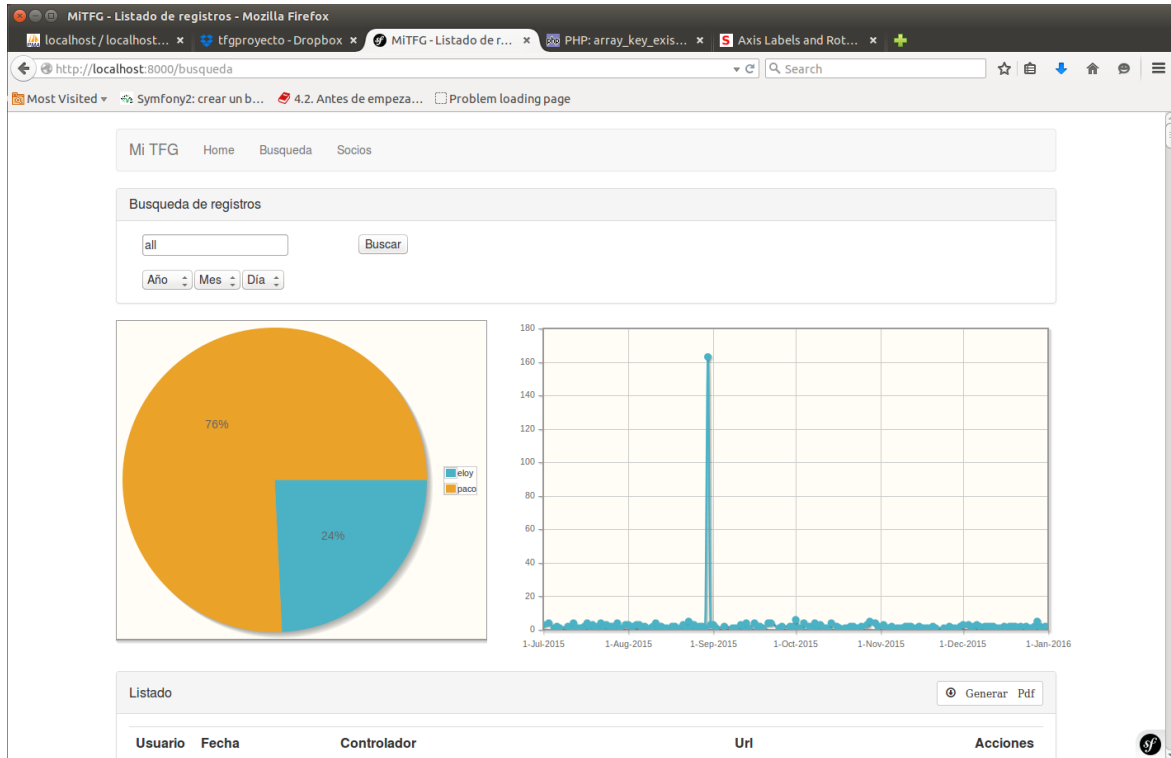 MiTFG - Listado de registros - Mozilla Firefox
localhost / localhost... × tfgproyecto - Dropbox × MiTFG - Listado de r... × PHP: array_key_exis... × Axis Labels and Rot... ×
http://localhost:8000/busqueda Search
Most Visited Symfony2: crear un b... 4.2. Antes de empeza... Problem loading page
Mi TFG Home Busqueda Socios
Busqueda de registros
all Buscar
Año Mes Día
76%
24%
eloy
paco
180
160
140
120
100
80
60
40
20
0
1-Jul-2015 1-Aug-2015 1-Sep-2015 1-Oct-2015 1-Nov-2015 1-Dec-2015 1-Jan-2016
Listado Generar Pdf
Usuario Fecha Controlador Url Acciones
sf